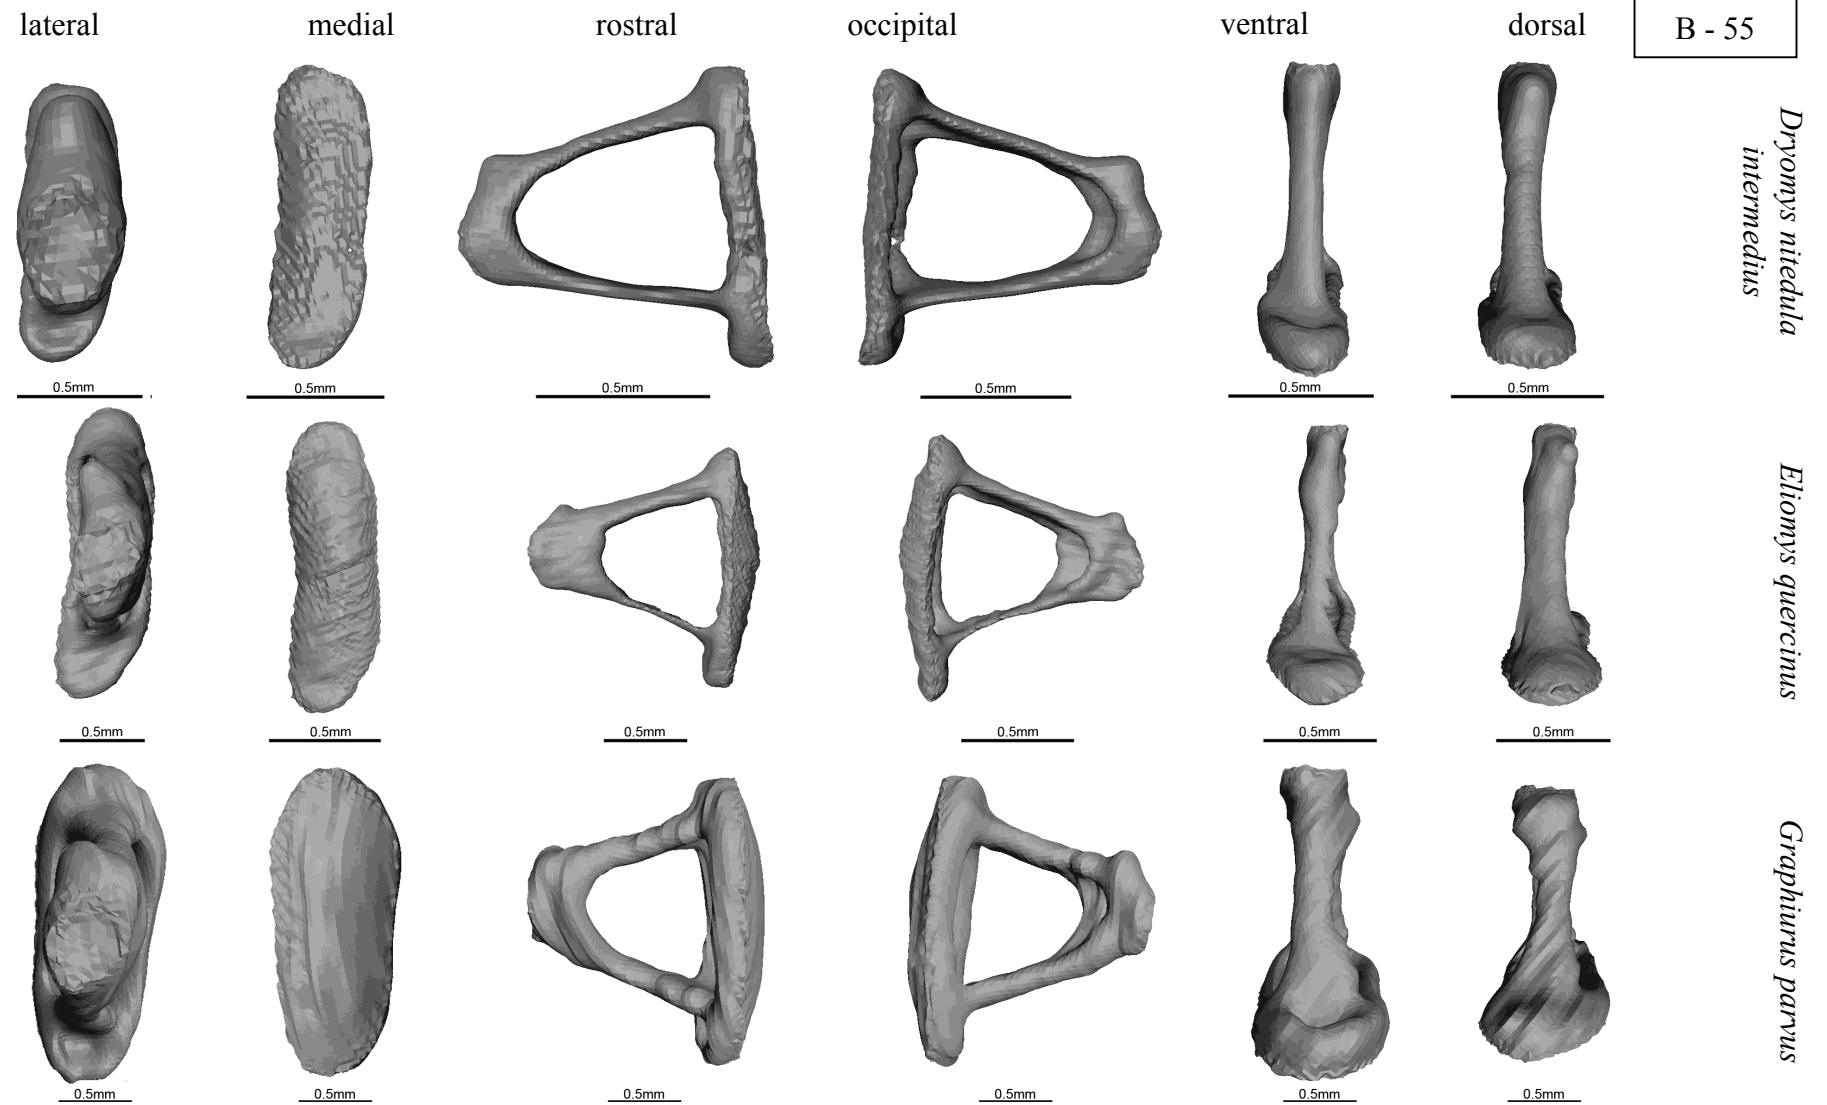 lateral medial rostral occipital ventral dorsal B - 55
Dryomys nitedula
intermedius
0.5mm 0.5mm 0.5mm 0.5mm 0.5mm 0.5mm
Eliomys quercinus
0.5mm 0.5mm 0.5mm 0.5mm 0.5mm 0.5mm
Graphiurus parvus
0.5mm 0.5mm 0.5mm 0.5mm 0.5mm 0.5mm